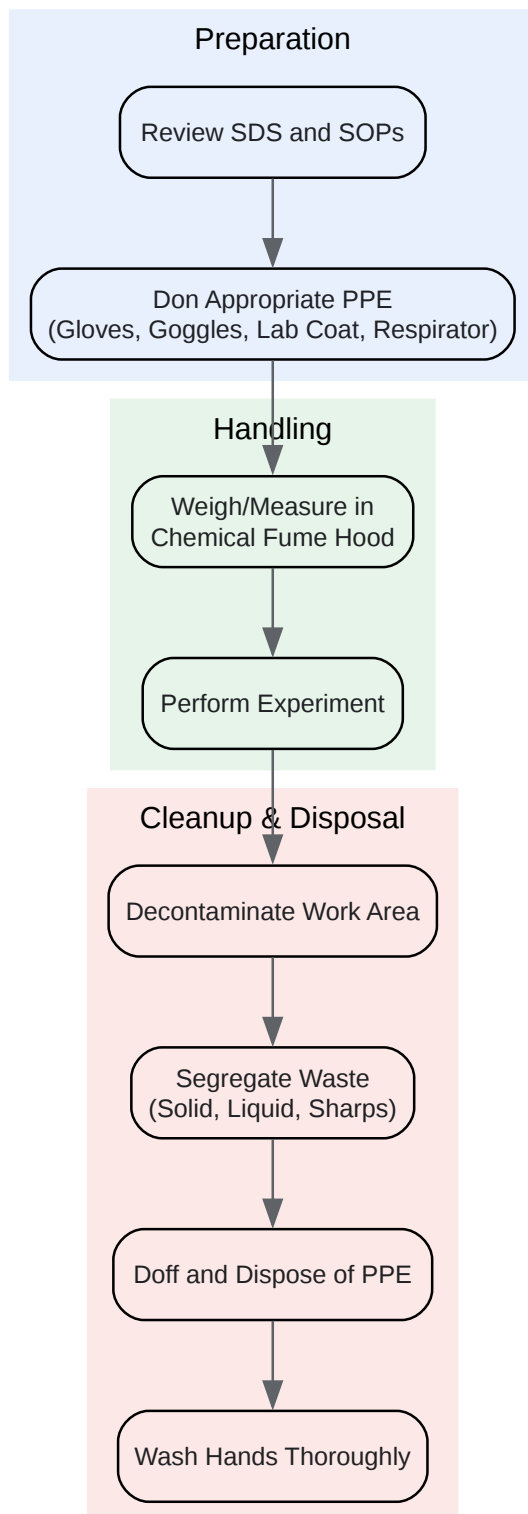 Preparation
Review SDS and SOPs
Don Appropriate PPE
(Gloves, Goggles, Lab Coat, Respirator)
Handling
Weigh/Measure in
Chemical Fume Hood
Perform Experiment
Cleanup & Disposal
Decontaminate Work Area
Segregate Waste
(Solid, Liquid, Sharps)
Doff and Dispose of PPE
Wash Hands Thoroughly